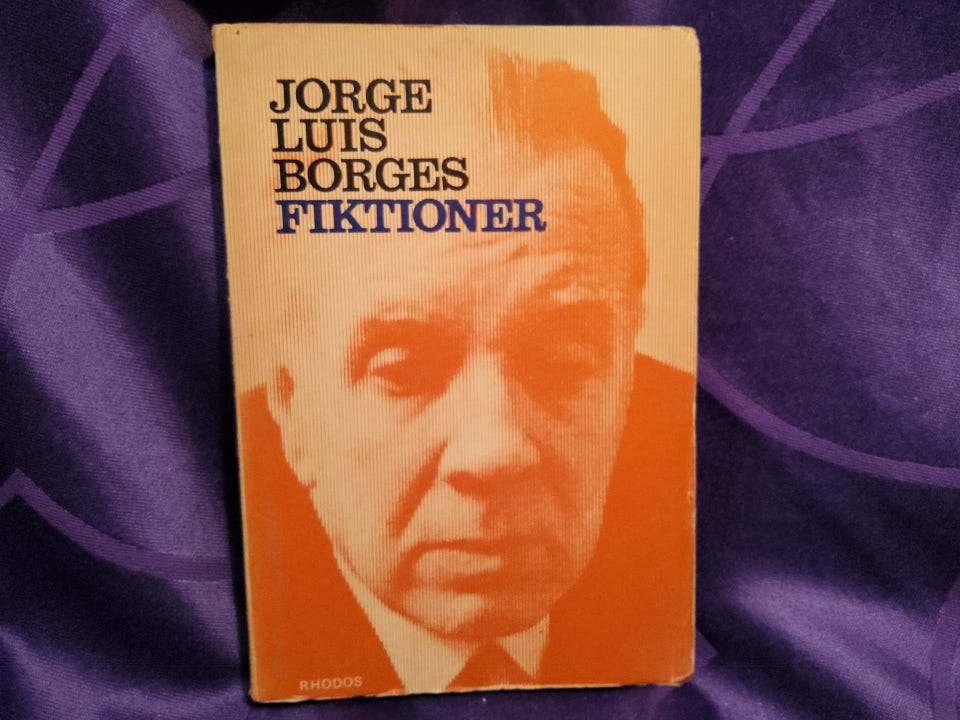 JORGE
LUIS
BORGES
FIKTIONER
RHODOS